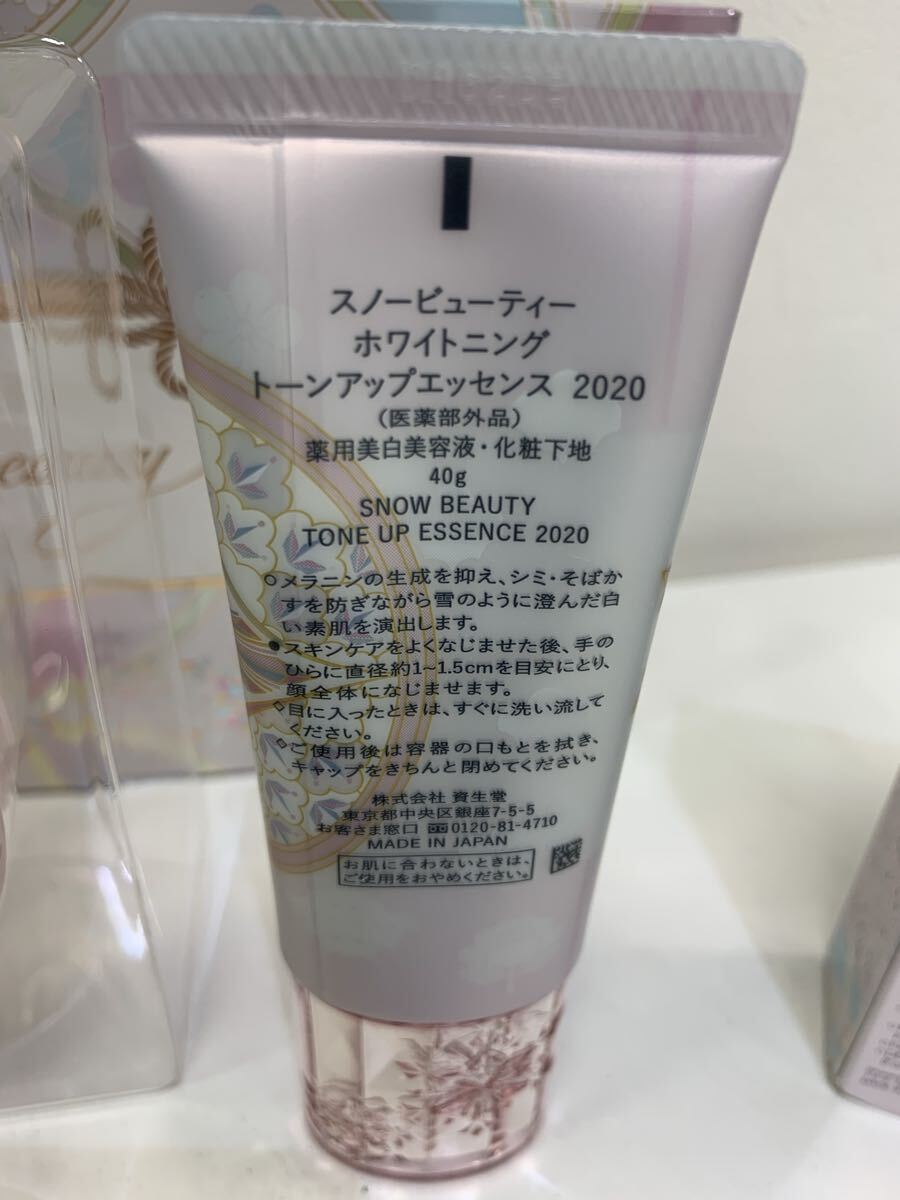 スノービューティー
ホワイトニング
トーンアップエッセンス 2020
(医薬部外品)
薬用美白美容液・化粧下地
40g
SNOW BEAUTY
TONE UP ESSENCE 2020
○メラニンの生成を抑え、シミ・そばか
すを防ぎながら雪のように澄んだ白
い素肌を演出します。
●スキンケアをよくなじませた後、手の
ひらに直径約1~1.5cmを目安にとり、
顔全体になじませます。
◇目に入ったときは、すぐに洗い流して
ください。
◇ご使用後は容器の口もとを拭き、
キャップをきちんと閉めてください。
株式会社 資生堂
東京都中央区銀座7-5-5
お客さま窓口 0120-81-4710
MADE IN JAPAN
お肌に合わないときは、
ご使用をおやめください。